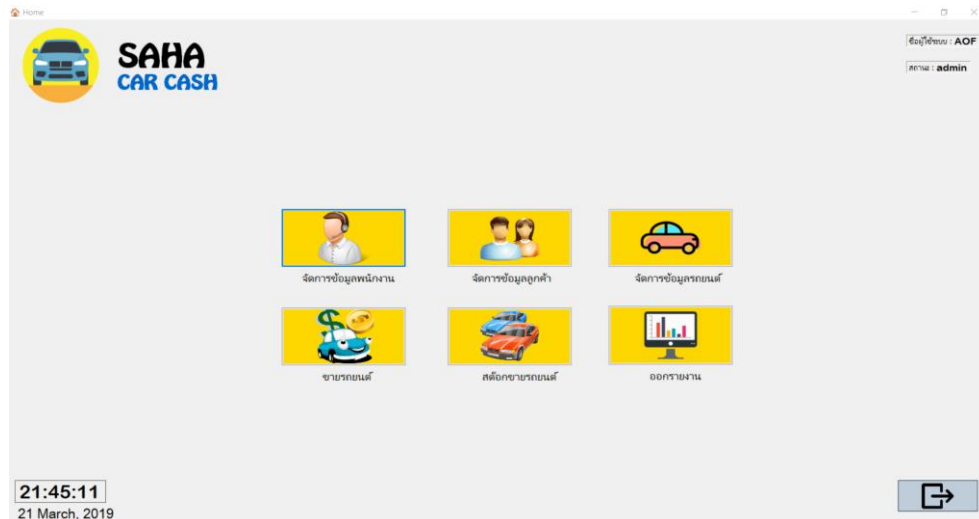 Home
SAHA
CAR CASH
ชื่อผู้ใช้ระบบ : AOF
สถานะ : admin
จัดการข้อมูลพนักงาน
จัดการข้อมูลลูกค้า
จัดการข้อมูลรถยนต์
ขายรถยนต์
สต๊อกขายรถยนต์
ออกรายงาน
21:45:11
21 March, 2019